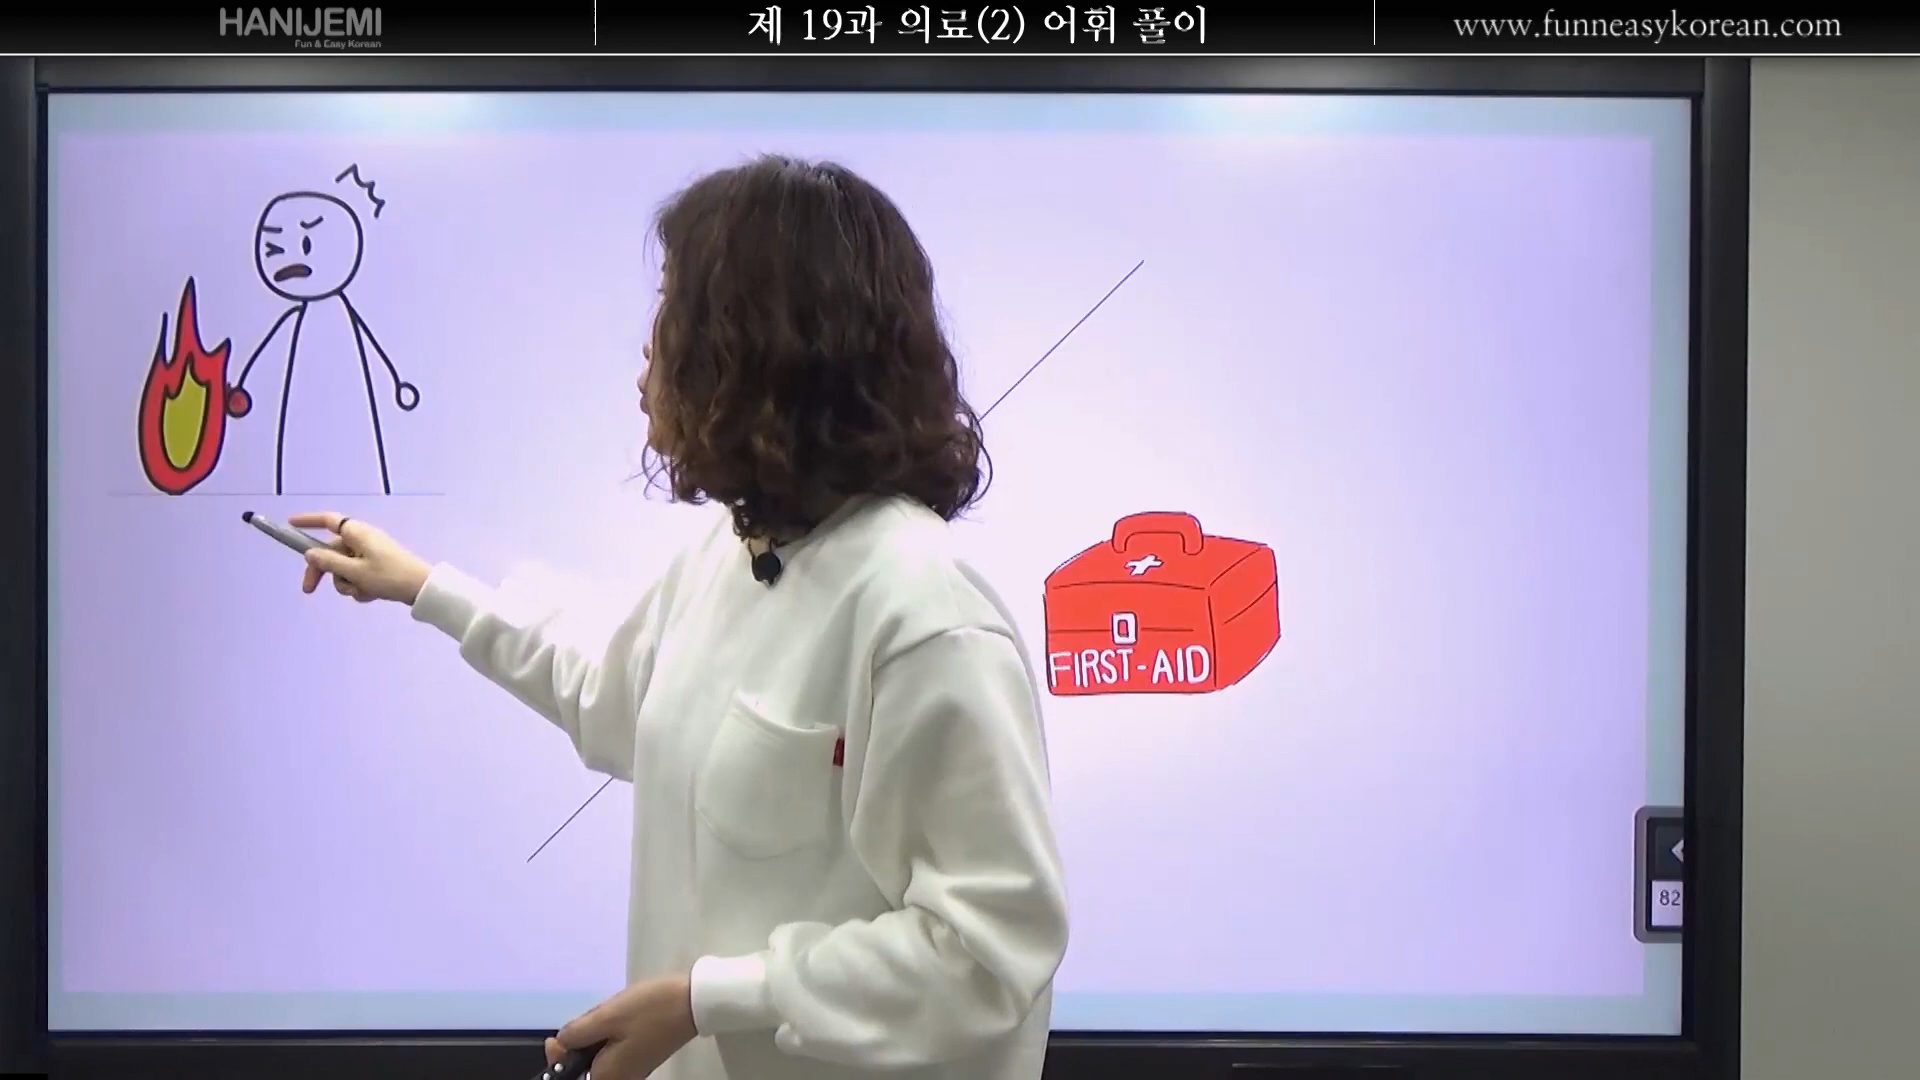 HANIJEMI
Fun & Easy Korean
제 19과 의료(2) 어휘 풀이
www.funneasykorean.com
FIRST-AID
82